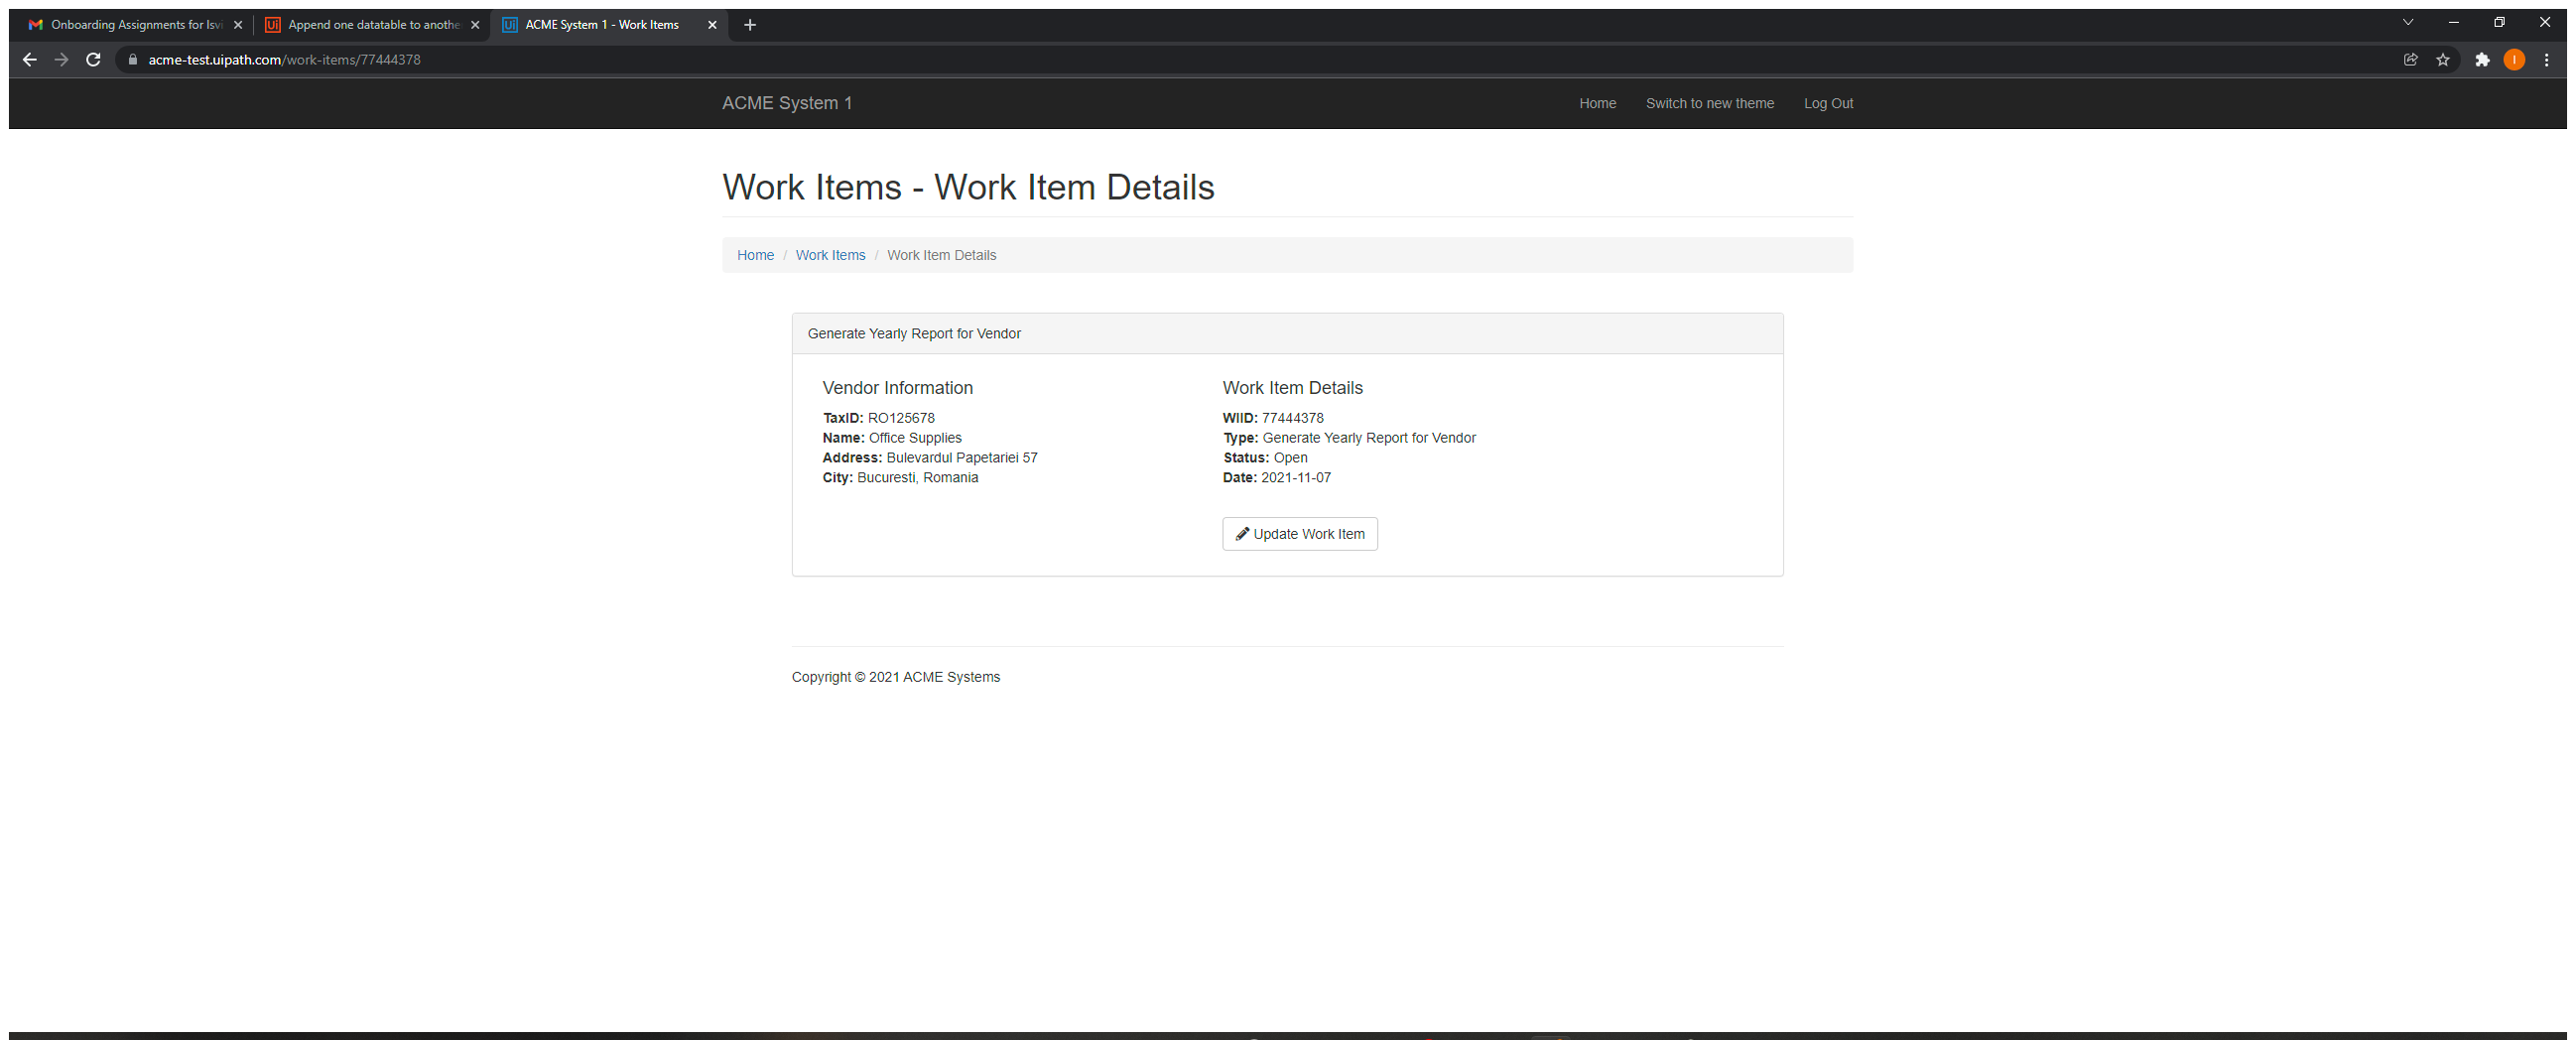 Onboarding Assignments for Isvi
Append one datatable to anothe
ACME System 1 - Work Items
acme-test.uipath.com/work-items/77444378
ACME System 1 Home Switch to new theme Log Out
Work Items - Work Item Details
Home / Work Items / Work Item Details
Generate Yearly Report for Vendor
Vendor Information
TaxID: RO125678
Name: Office Supplies
Address: Bulevardul Papetariei 57
City: Bucuresti, Romania
Work Item Details
WIID: 77444378
Type: Generate Yearly Report for Vendor
Status: Open
Date: 2021-11-07
Update Work Item
Copyright © 2021 ACME Systems